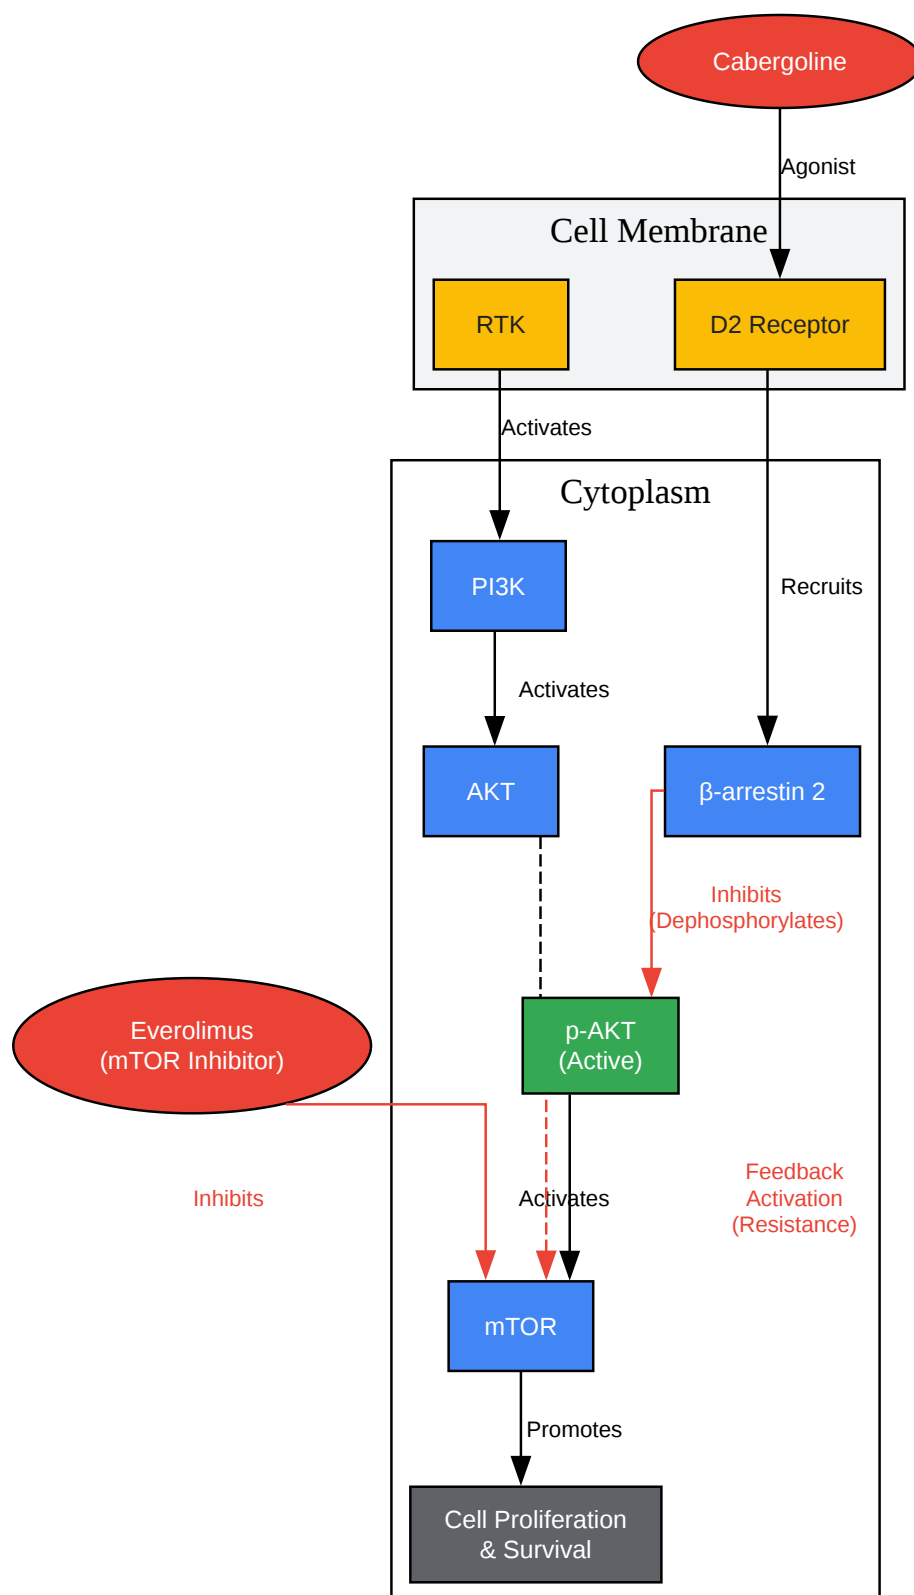 Cabergoline
Agonist
Cell Membrane
RTK
D2 Receptor
Activates
Cytoplasm
PI3K
Recruits
Activates
AKT
β-arrestin 2
Inhibits
(Dephosphorylates)
Everolimus
(mTOR Inhibitor)
p-AKT
(Active)
Inhibits
Activates
Feedback
Activation
(Resistance)
mTOR
Promotes
Cell Proliferation
& Survival